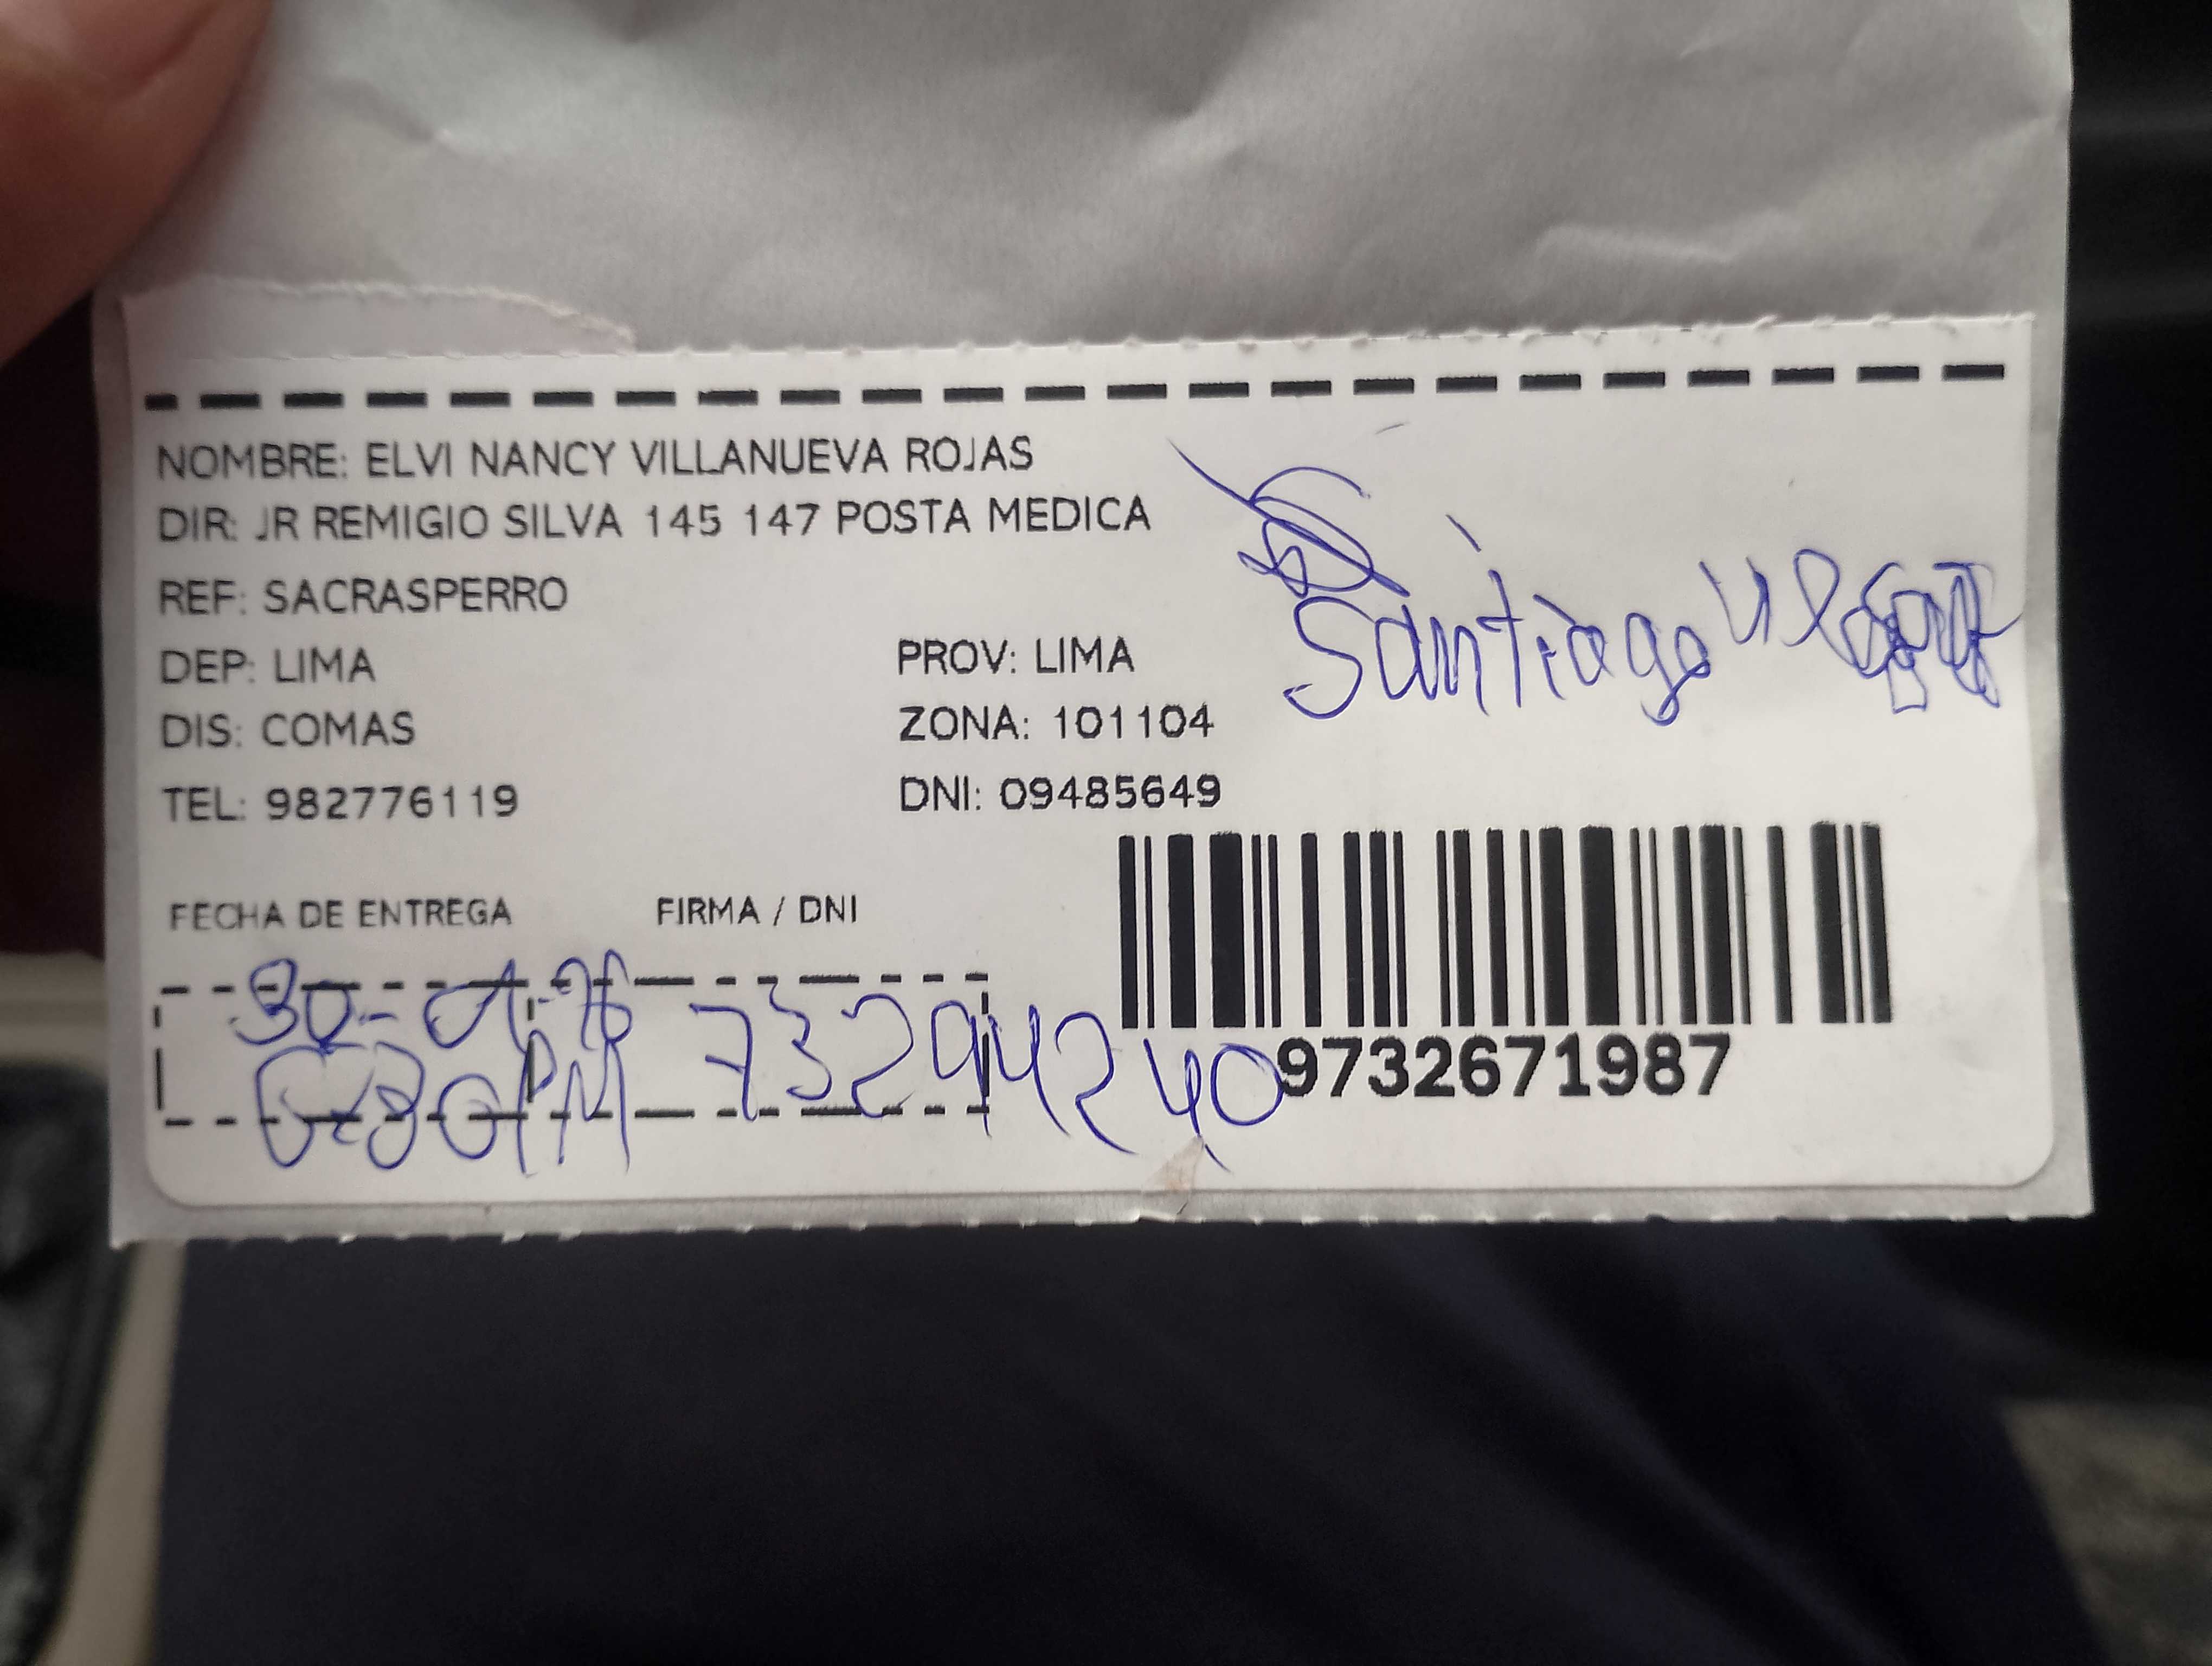 NOMBRE: ELVI NANCY VILLANUEVA ROJAS
DIR: JR REMIGIO SILVA 145 147 POSTA MEDICA
REF: SACRASPERRO
DEP: LIMA PROV: LIMA
DIS: COMAS ZONA: 101104
TEL: 982776119 DNI: 09485649
Santiago
FECHA DE ENTREGA FIRMA / DNI
30-01-26
6:30PM 73294240
9732671987